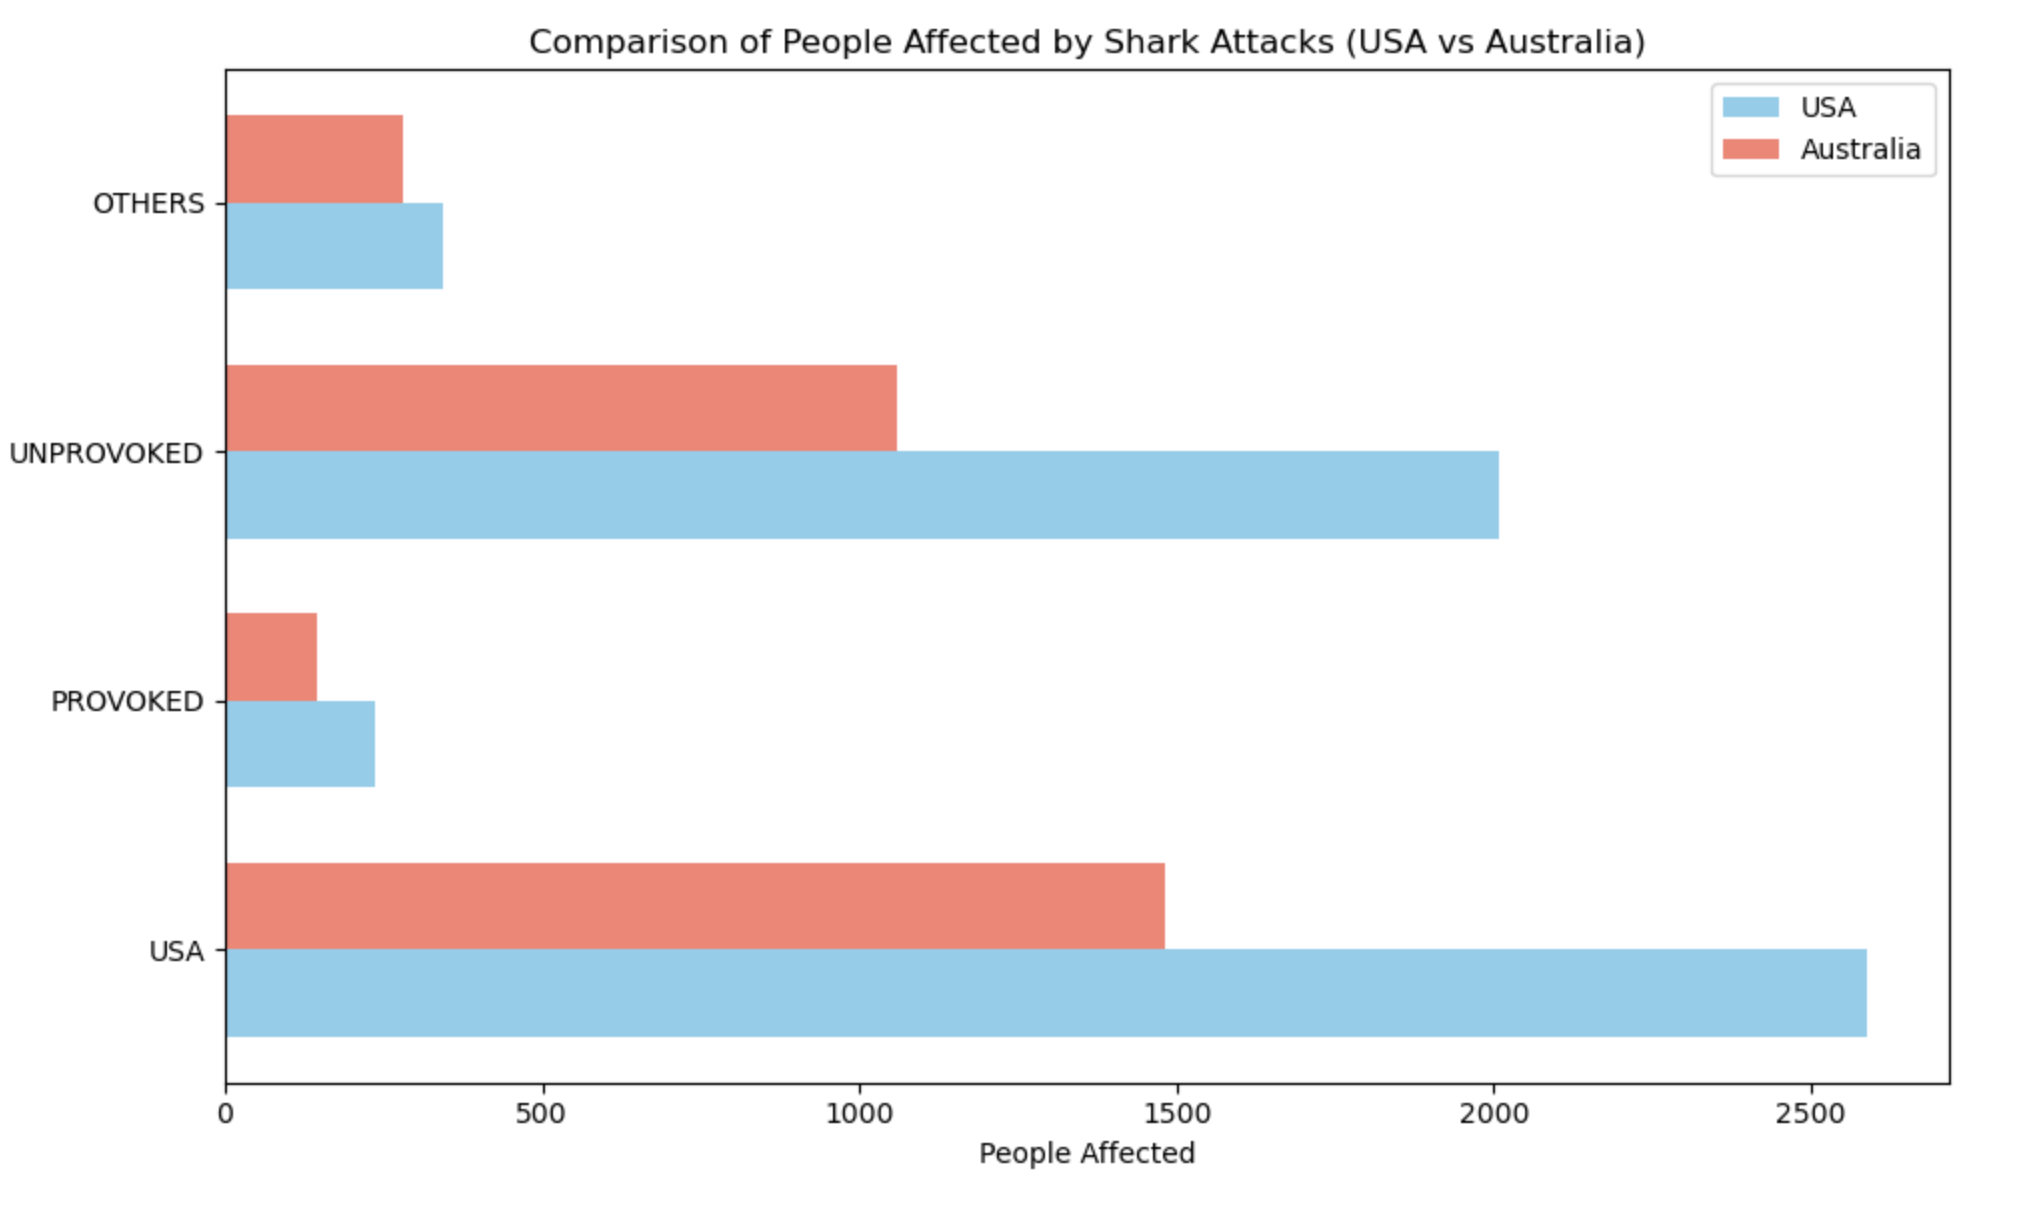 Comparison of People Affected by Shark Attacks (USA vs Australia)
USA
Australia
OTHERS
UNPROVOKED
PROVOKED
USA
0 500 1000 1500 2000 2500
People Affected